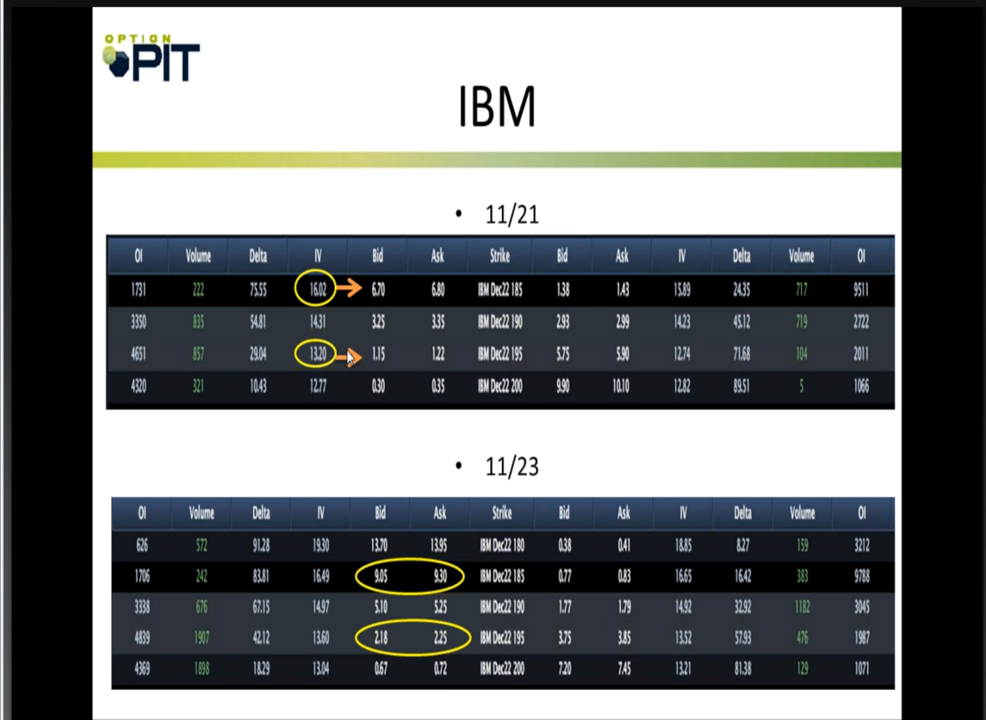 OPTION
PIT
IBM
• 11/21
OI Volume Delta IV Bid Ask Strike Bid Ask IV Delta Volume OI
1731 222 75.55 16.02 6.70 6.80 IBM Dec22 185 1.38 1.43 15.89 24.35 717 9511
3350 835 54.81 14.31 3.25 3.35 IBM Dec22 190 2.93 2.99 14.23 45.12 719 2722
4651 857 29.04 13.20 1.15 1.22 IBM Dec22 195 5.75 5.90 12.74 71.68 104 2011
4320 321 10.43 12.77 0.30 0.35 IBM Dec22 200 9.90 10.10 12.82 89.51 5 1066
• 11/23
OI Volume Delta IV Bid Ask Strike Bid Ask IV Delta Volume OI
626 572 91.28 19.30 13.70 13.95 IBM Dec22 180 0.38 0.41 18.85 8.27 159 3212
1706 242 83.81 16.49 9.05 9.30 IBM Dec22 185 0.77 0.83 16.65 16.42 383 9788
3338 676 67.15 14.97 5.10 5.25 IBM Dec22 190 1.77 1.79 14.92 32.92 1182 3045
4839 1907 42.12 13.60 2.18 2.25 IBM Dec22 195 3.75 3.85 13.52 57.93 476 1987
4369 1898 18.29 13.04 0.67 0.72 IBM Dec22 200 7.20 7.45 13.21 81.38 129 1071